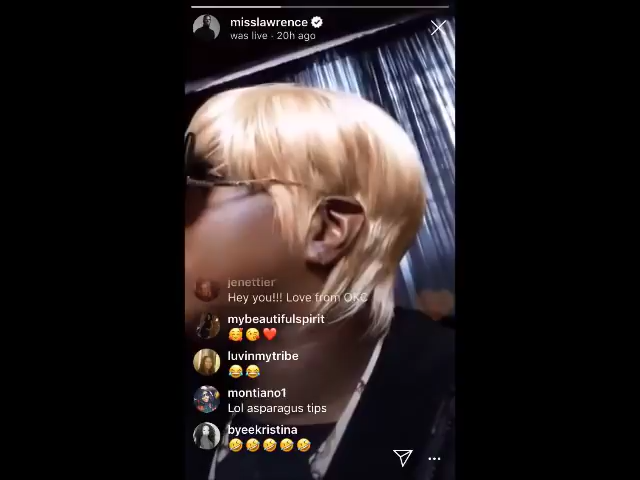 misslawrence
was live · 20h ago
jenettier
Hey you!!! Love from OKC
mybeautifulspirit
🥰😘❤️
luvinmytribe
😂😂
montiano1
Lol asparagus tips
byeekristina
🤣🤣🤣🤣🤣